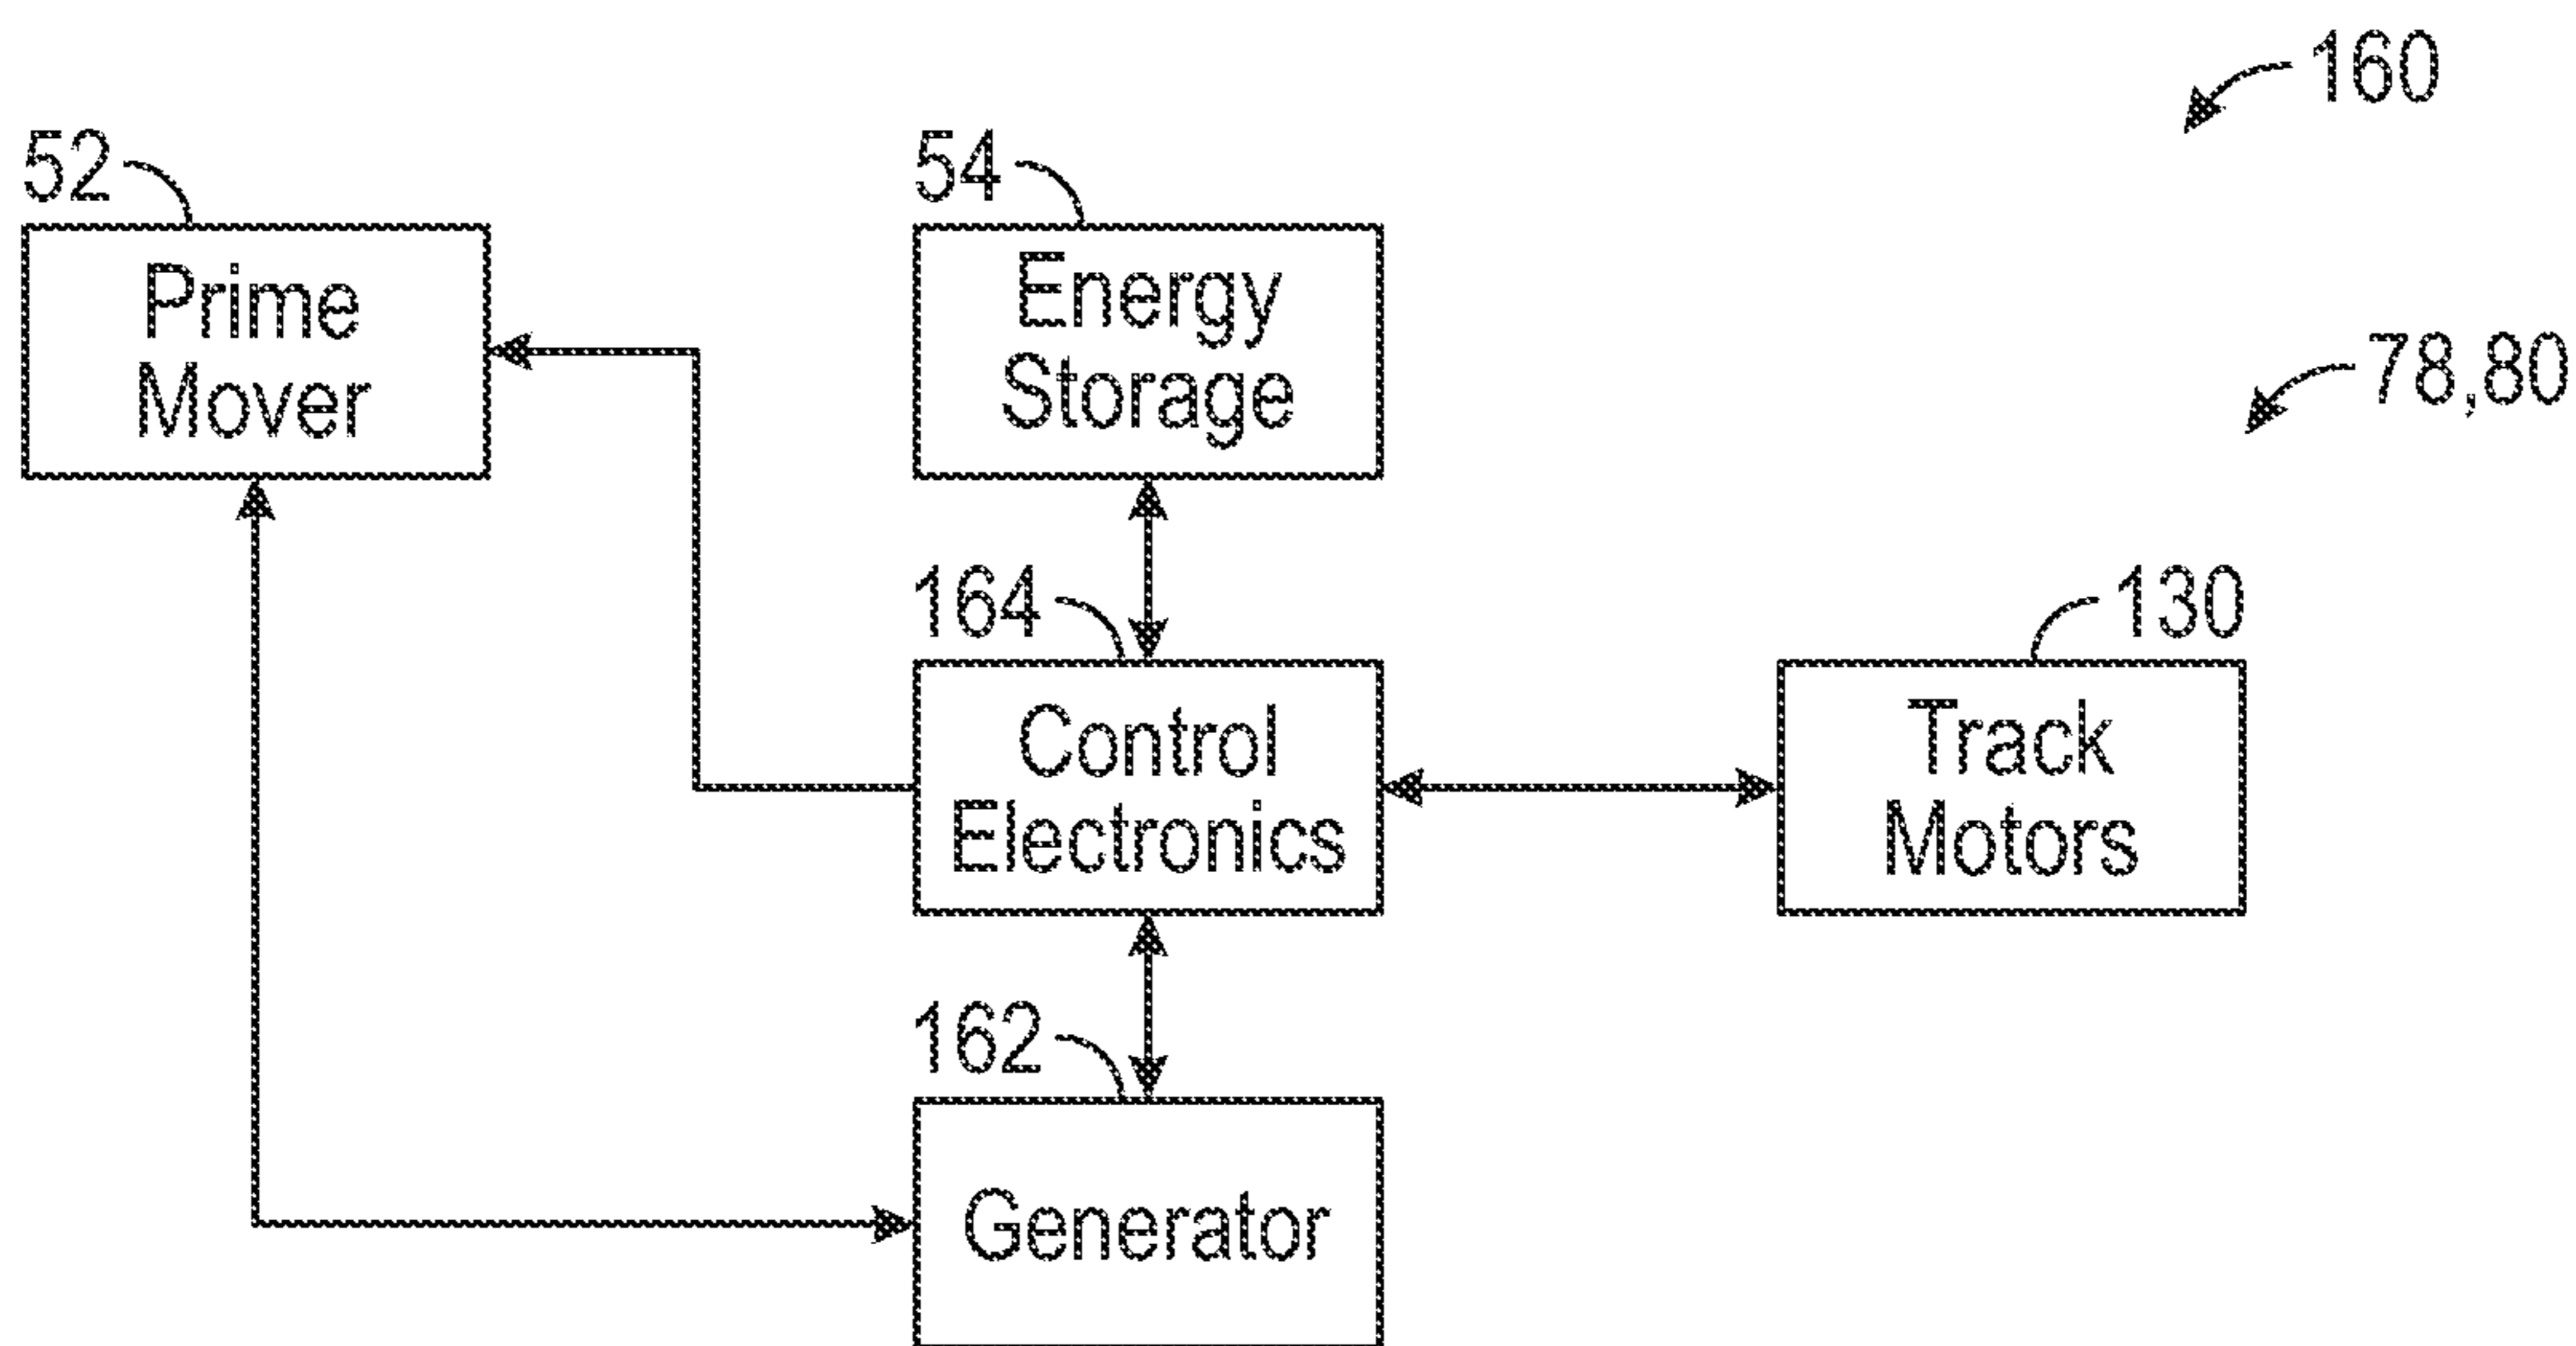 160
52
54
Prime
Mover
Energy
Storage
78,80
164
130
Control
Electronics
Track
Motors
162
Generator